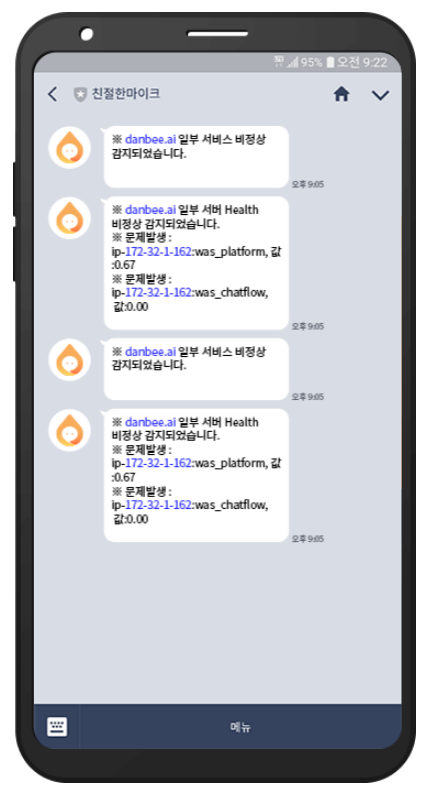 95% 오전 9:22
친절한마이크
※ danbee.ai 일부 서비스 비정상
감지되었습니다.
오후 9:05
※ danbee.ai 일부 서버 Health
비정상 감지되었습니다.
※ 문제발생 :
ip-172-32-1-162:was_platform, 값
:0.67
※ 문제발생 :
ip-172-32-1-162:was_chatflow,
값:0.00
오후 9:05
※ danbee.ai 일부 서비스 비정상
감지되었습니다.
오후 9:05
※ danbee.ai 일부 서버 Health
비정상 감지되었습니다.
※ 문제발생 :
ip-172-32-1-162:was_platform, 값
:0.67
※ 문제발생 :
ip-172-32-1-162:was_chatflow,
값:0.00
오후 9:05
메뉴